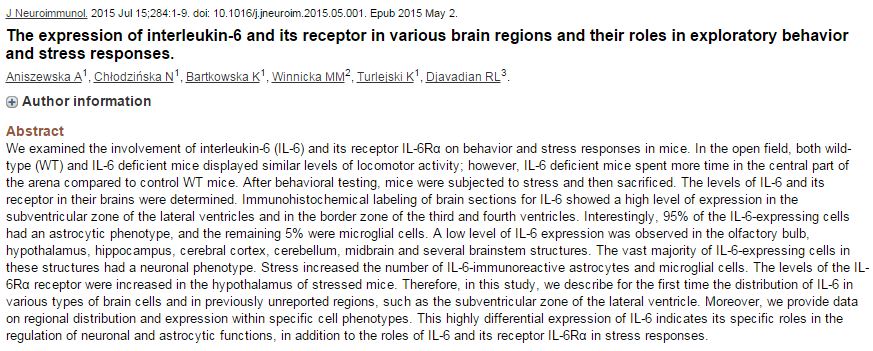 J Neuroimmunol. 2015 Jul 15;284:1-9. doi: 10.1016/j.jneuroim.2015.05.001. Epub 2015 May 2.
The expression of interleukin-6 and its receptor in various brain regions and their roles in exploratory behavior
and stress responses.
Aniszewska A1, Chłodzińska N1, Bartkowska K1, Winnicka MM2, Turlejski K1, Djavadian RL3.
Author information
Abstract
We examined the involvement of interleukin-6 (IL-6) and its receptor IL-6Rα on behavior and stress responses in mice. In the open field, both wild-
type (WT) and IL-6 deficient mice displayed similar levels of locomotor activity; however, IL-6 deficient mice spent more time in the central part of
the arena compared to control WT mice. After behavioral testing, mice were subjected to stress and then sacrificed. The levels of IL-6 and its
receptor in their brains were determined. Immunohistochemical labeling of brain sections for IL-6 showed a high level of expression in the
subventricular zone of the lateral ventricles and in the border zone of the third and fourth ventricles. Interestingly, 95% of the IL-6-expressing cells
had an astrocytic phenotype, and the remaining 5% were microglial cells. A low level of IL-6 expression was observed in the olfactory bulb,
hypothalamus, hippocampus, cerebral cortex, cerebellum, midbrain and several brainstem structures. The vast majority of IL-6-expressing cells in
these structures had a neuronal phenotype. Stress increased the number of IL-6-immunoreactive astrocytes and microglial cells. The levels of the IL-
6Rα receptor were increased in the hypothalamus of stressed mice. Therefore, in this study, we describe for the first time the distribution of IL-6 in
various types of brain cells and in previously unreported regions, such as the subventricular zone of the lateral ventricle. Moreover, we provide data
on regional distribution and expression within specific cell phenotypes. This highly differential expression of IL-6 indicates its specific roles in the
regulation of neuronal and astrocytic functions, in addition to the roles of IL-6 and its receptor IL-6Rα in stress responses.